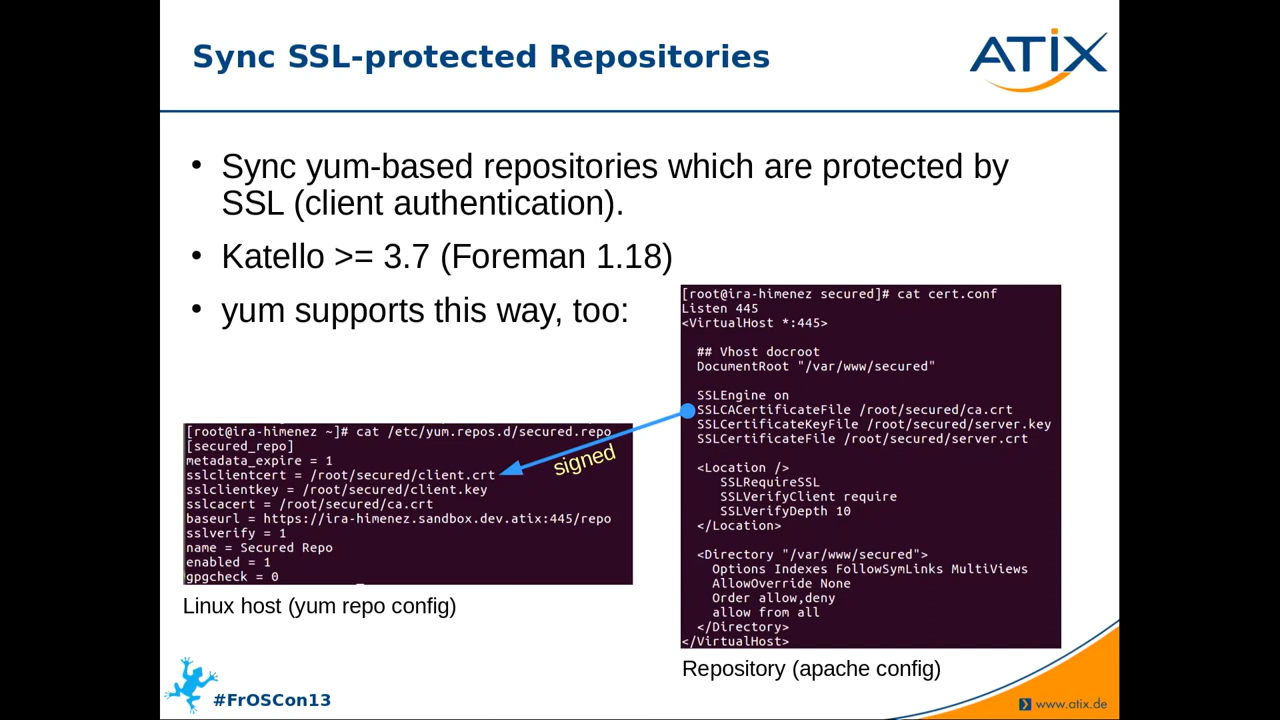 Sync SSL-protected Repositories
ATIX
• Sync yum-based repositories which are protected by
SSL (client authentication).
• Katello >= 3.7 (Foreman 1.18)
• yum supports this way, too:
[root@ira-himenez ~]# cat /etc/yum.repos.d/secured.repo
[secured_repo]
metadata_expire = 1
sslclientcert = /root/secured/client.crt
sslclientkey = /root/secured/client.key
sslcacert = /root/secured/ca.crt
baseurl = https://ira-himenez.sandbox.dev.atix:445/repo
sslverify = 1
name = Secured Repo
enabled = 1
gpgcheck = 0
signed
Linux host (yum repo config)
[root@ira-himenez secured]# cat cert.conf
Listen 445
<VirtualHost *:445>
## Vhost docroot
DocumentRoot "/var/www/secured"
SSLEngine on
SSLCACertificateFile /root/secured/ca.crt
SSLCertificateKeyFile /root/secured/server.key
SSLCertificateFile /root/secured/server.crt
<Location />
SSLRequireSSL
SSLVerifyClient require
SSLVerifyDepth 10
</Location>
<Directory "/var/www/secured">
Options Indexes FollowSymLinks MultiViews
AllowOverride None
Order allow,deny
allow from all
</Directory>
</VirtualHost>
Repository (apache config)
#FrOSCon13
www.atix.de